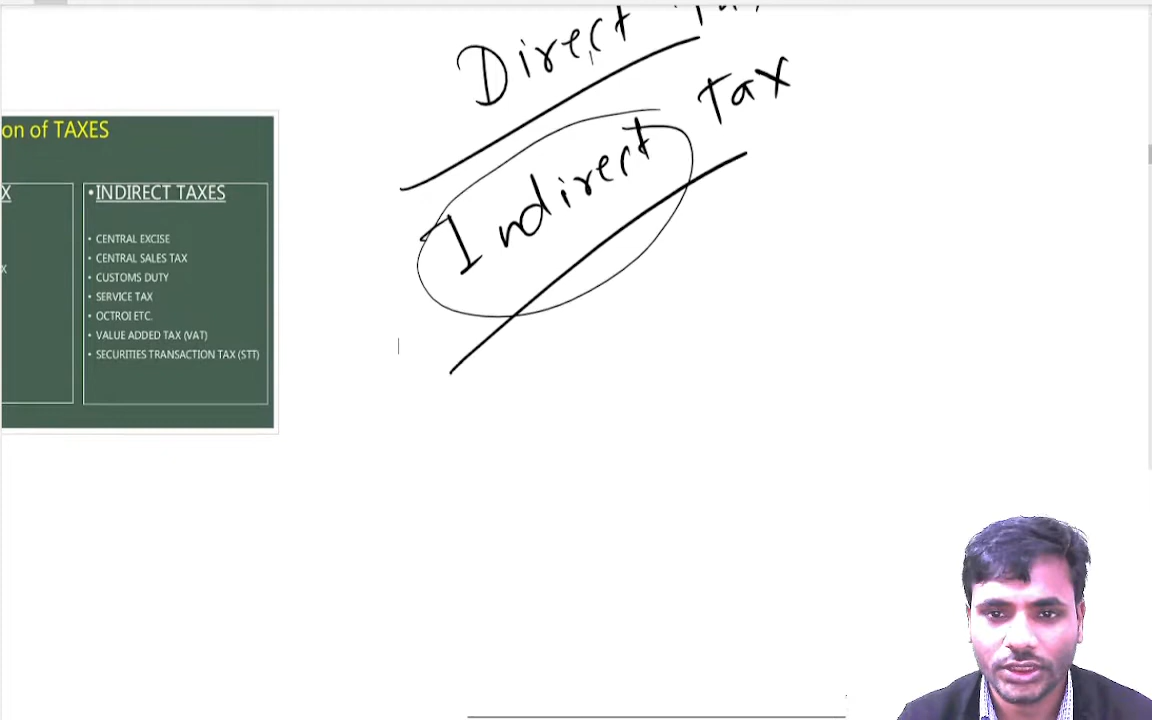 Direct
Tax
Indirect
on of TAXES
X
•INDIRECT TAXES
• CENTRAL EXCISE
• CENTRAL SALES TAX
X
• CUSTOMS DUTY
• SERVICE TAX
• OCTROI ETC.
• VALUE ADDED TAX (VAT)
• SECURITIES TRANSACTION TAX (STT)